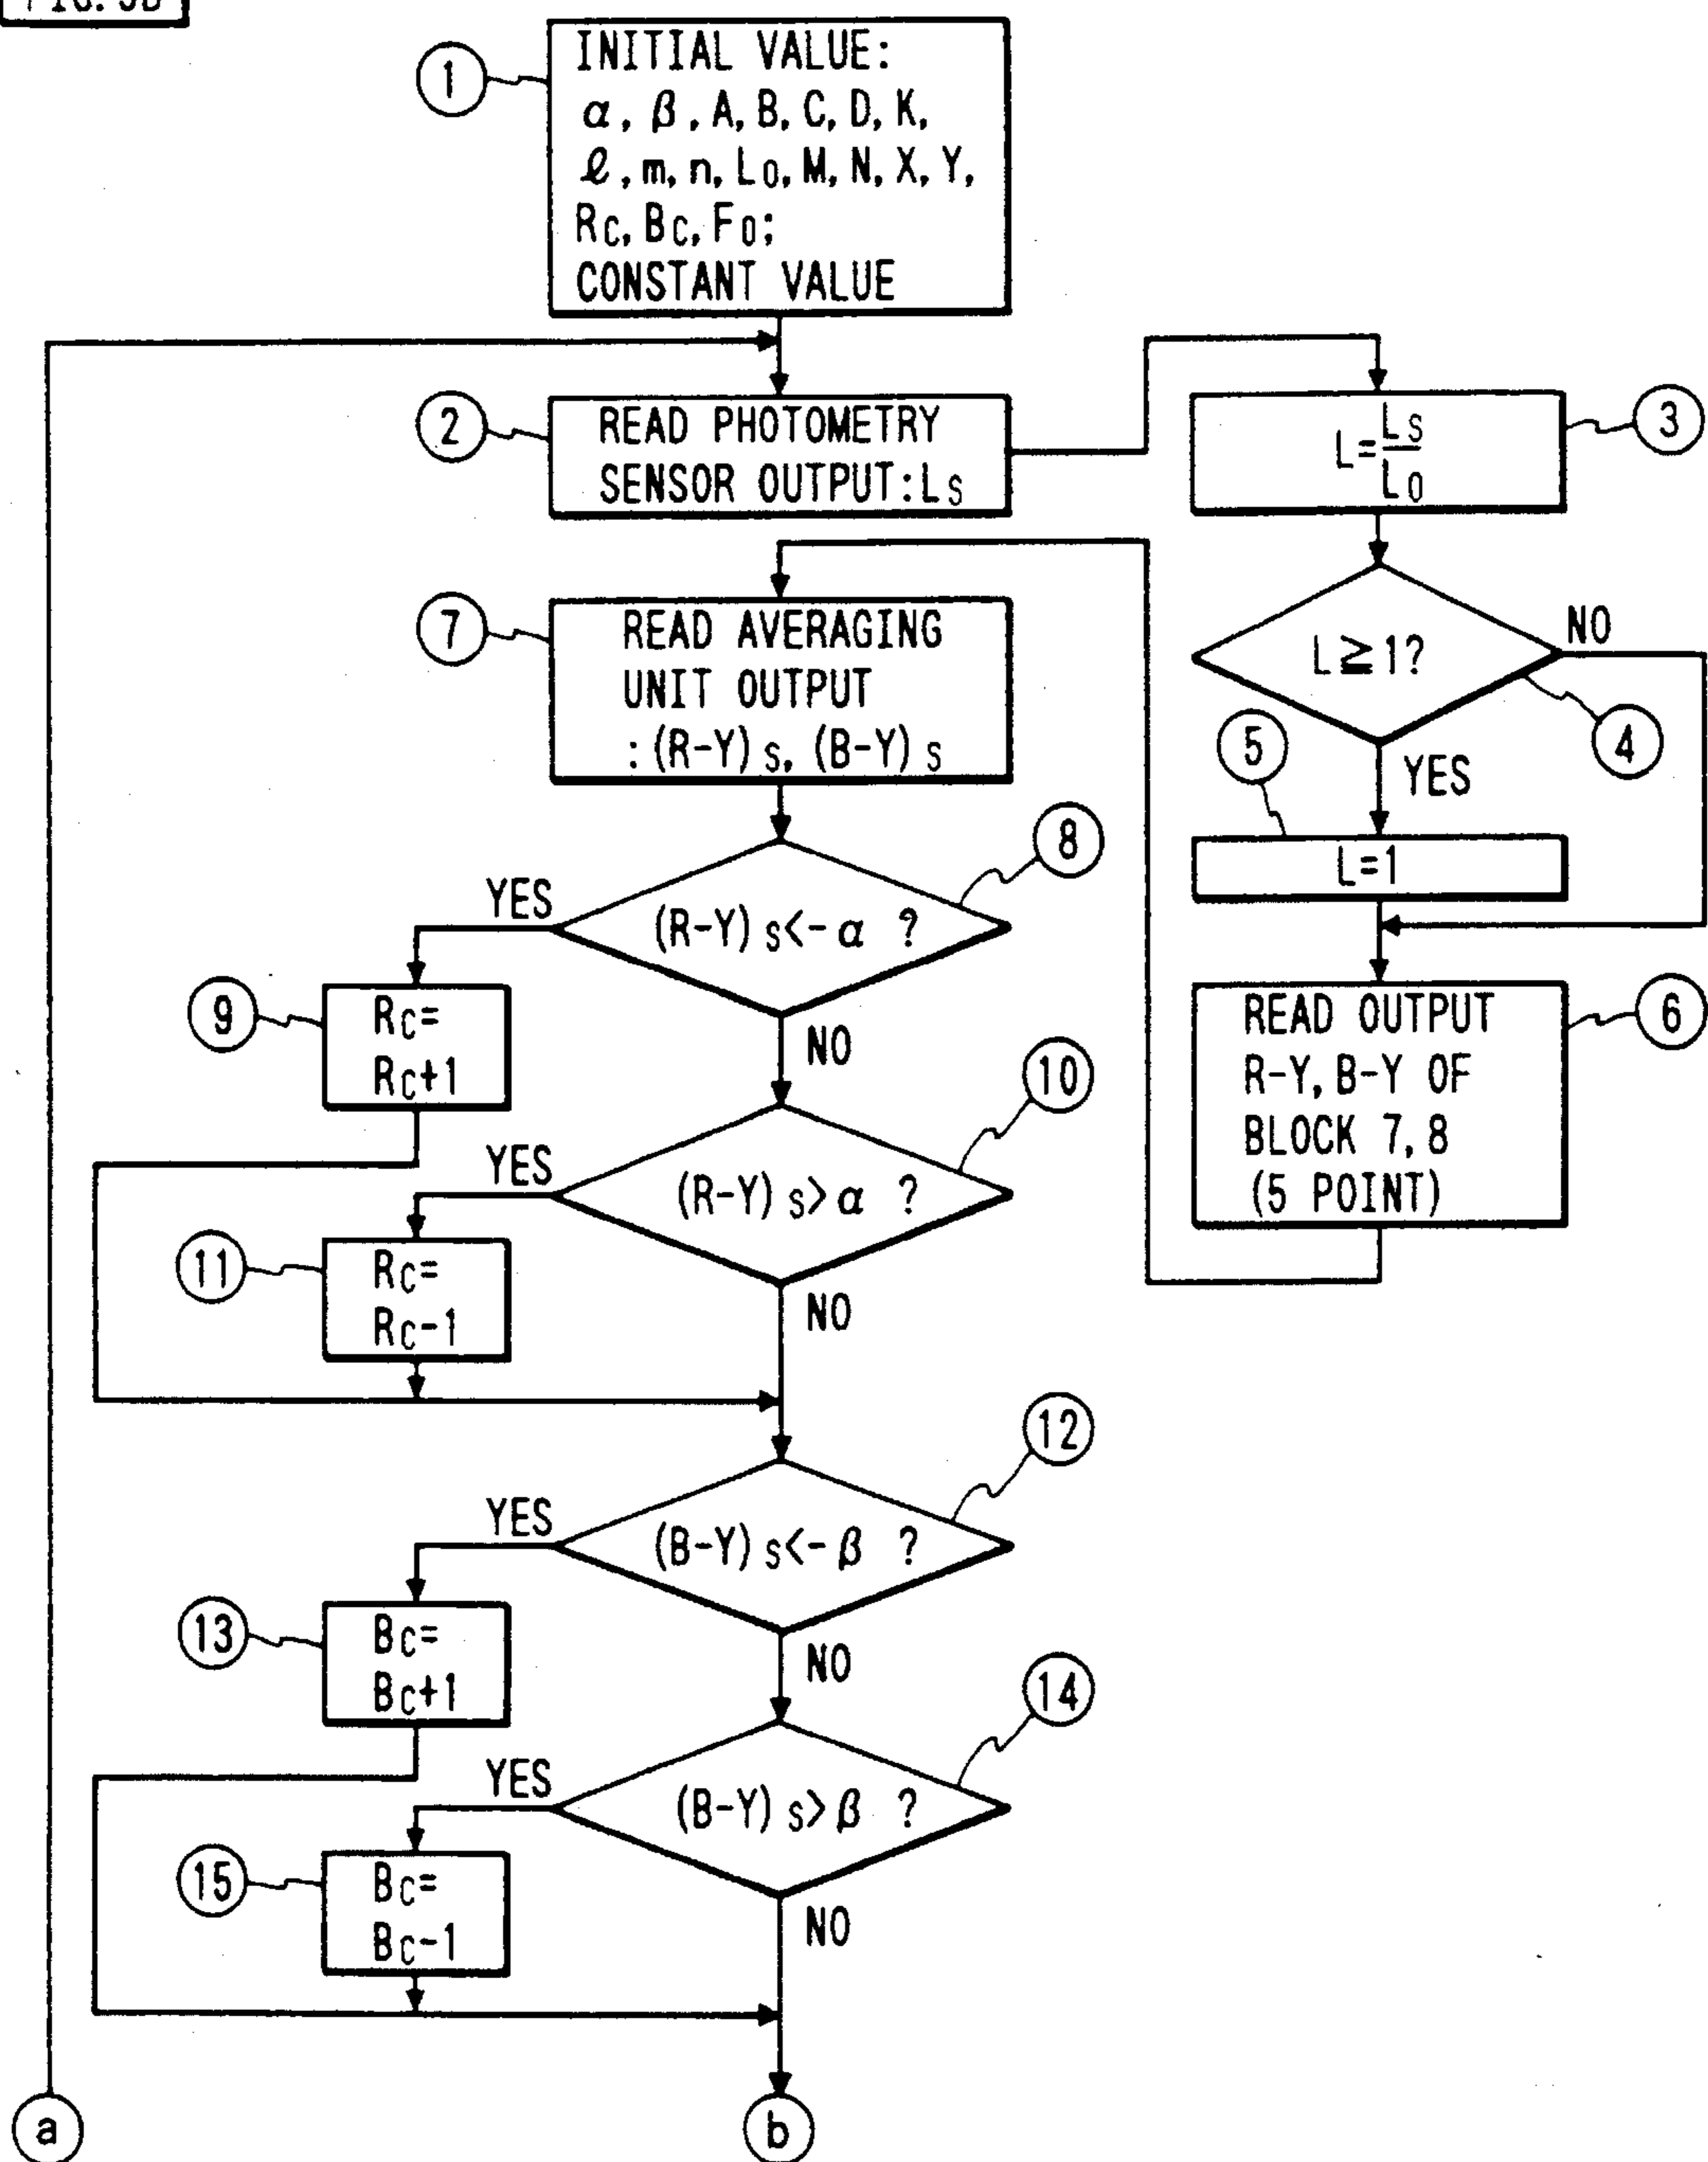 1
INITIAL VALUE:
α, β, A, B, C, D, K,
ℓ, m, n, L0, M, N, X, Y,
RC, BC, F0;
CONSTANT VALUE
2
READ PHOTOMETRY
SENSOR OUTPUT: LS
3
L=LS/L0
L≧1?
NO
4
YES
5
L=1
6
READ OUTPUT
R-Y, B-Y OF
BLOCK 7, 8
(5 POINT)
7
READ AVERAGING
UNIT OUTPUT
:(R-Y)S, (B-Y)S
8
(R-Y)S<-α ?
YES
NO
9
RC=
RC+1
10
(R-Y)S>α ?
YES
NO
11
RC=
RC-1
12
(B-Y)S<-β ?
YES
NO
13
BC=
BC+1
14
(B-Y)S>β ?
YES
NO
15
BC=
BC-1
a
b